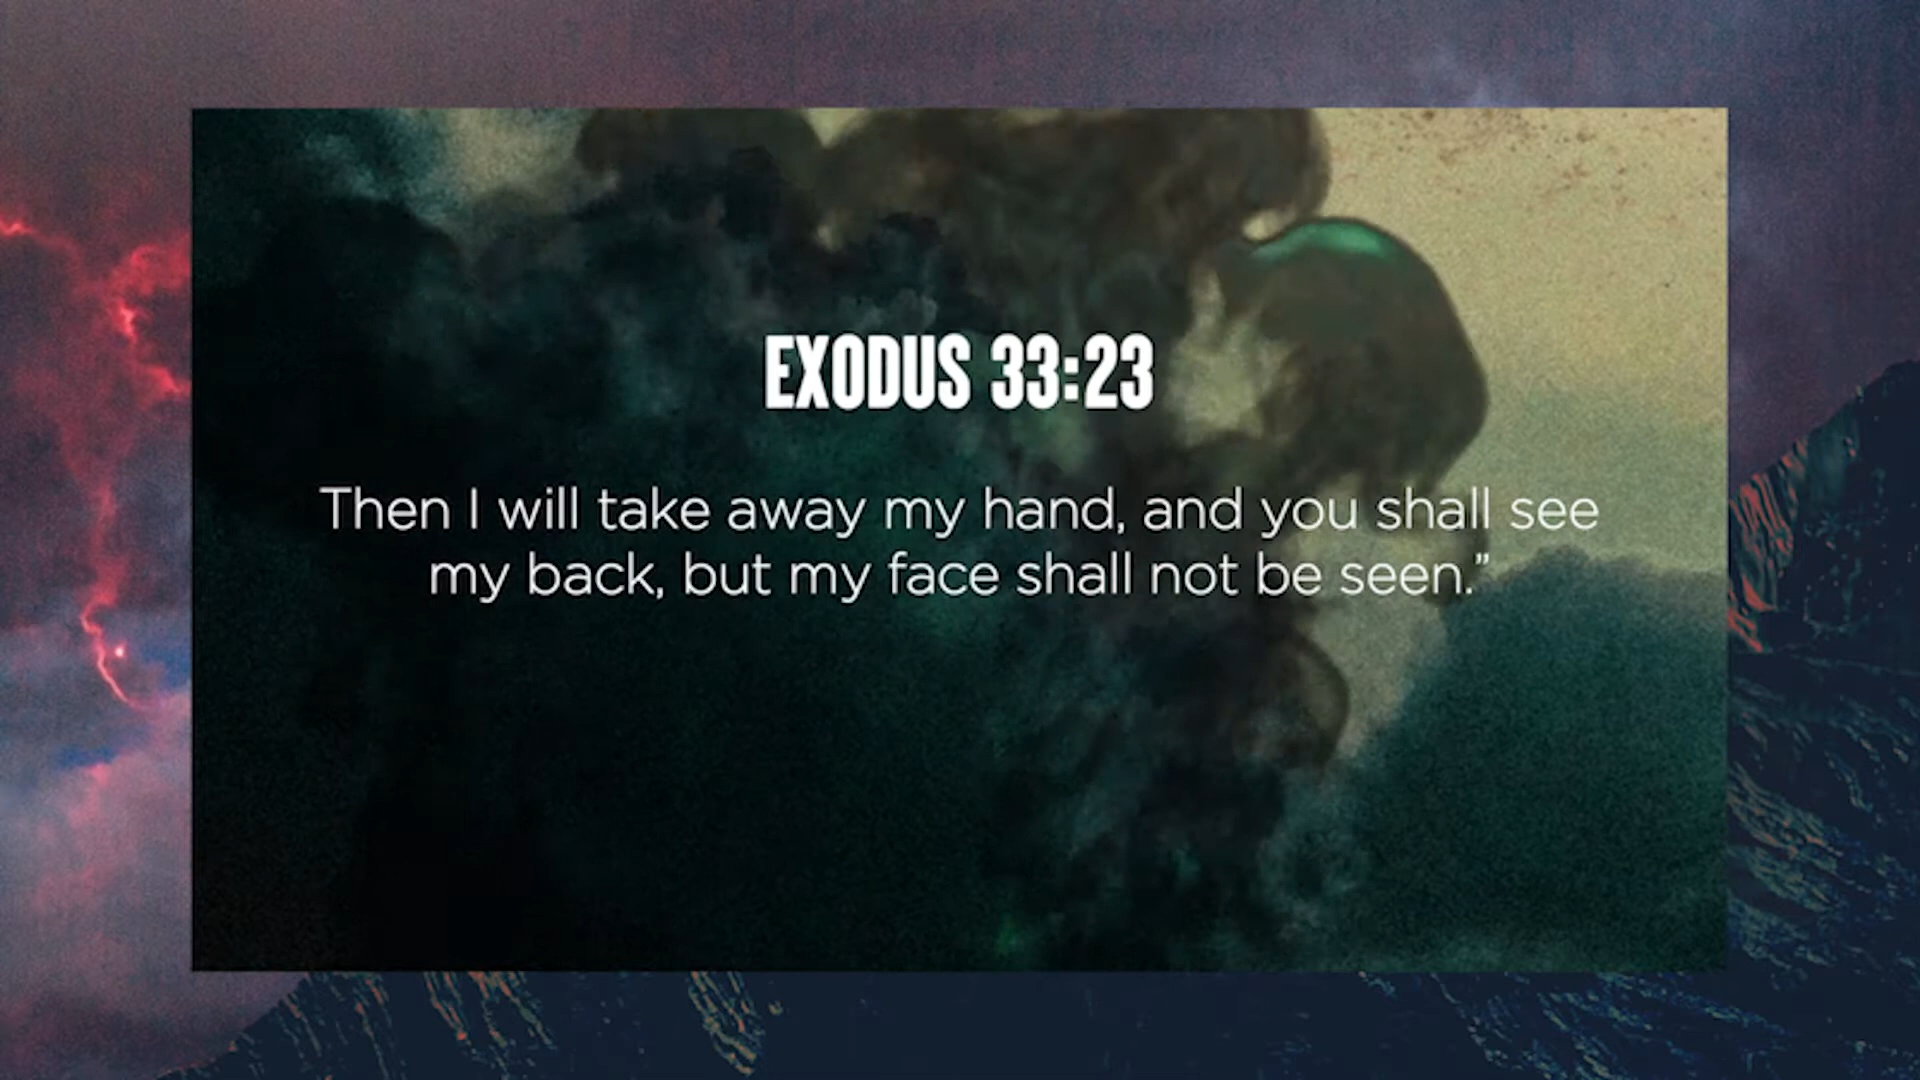 EXODUS 33:23
Then I will take away my hand, and you shall see
my back, but my face shall not be seen.”